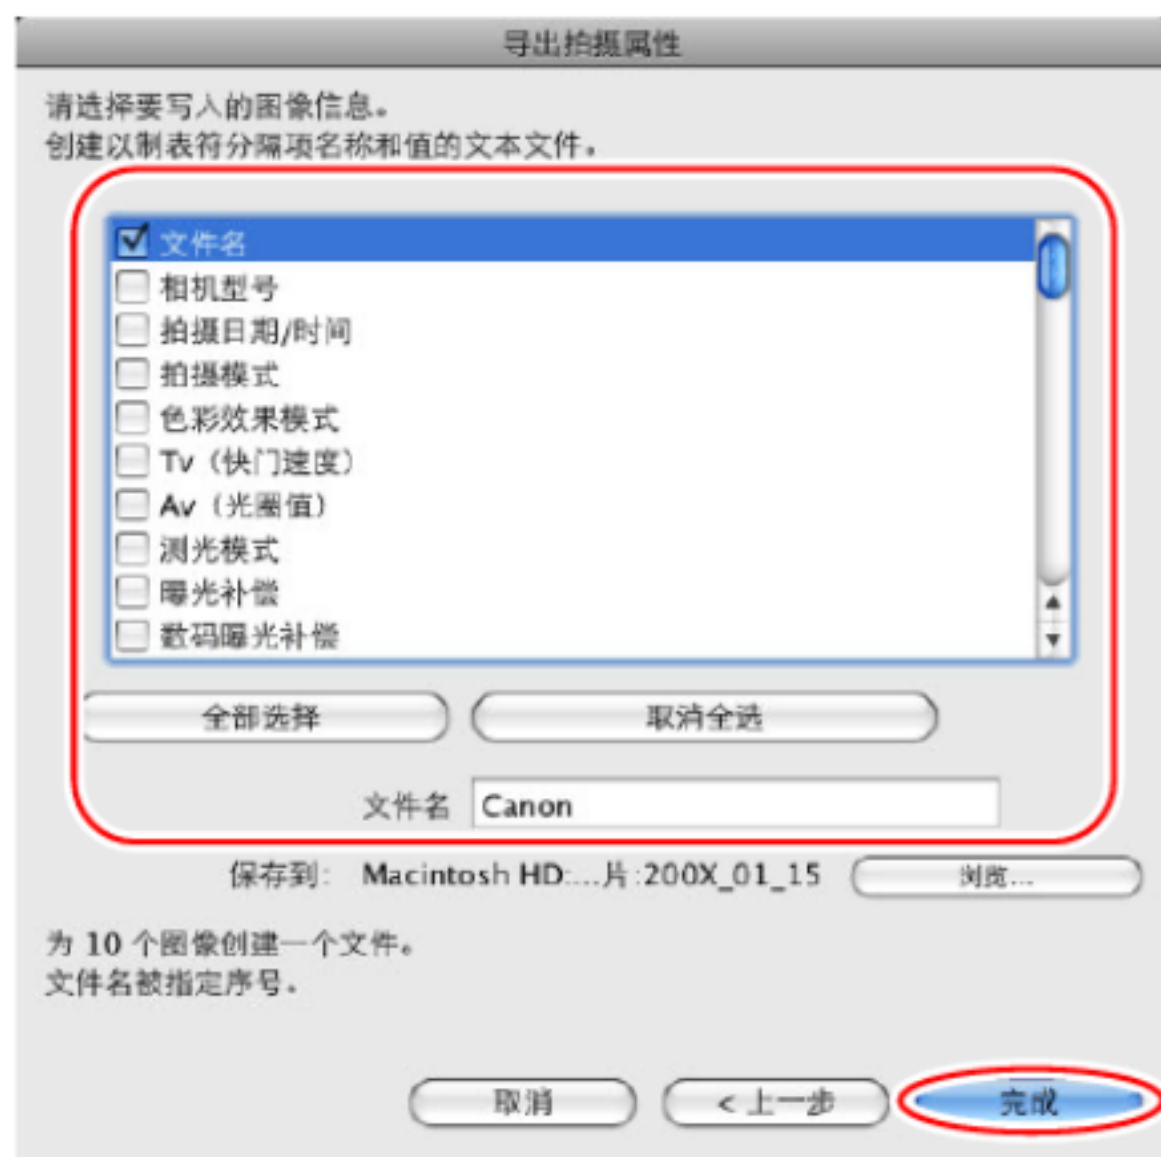 导出拍摄属性
请选择要写入的图像信息。
创建以制表符分隔项名称和值的文本文件。
文件名
相机型号
拍摄日期/时间
拍摄模式
色彩效果模式
Tv（快门速度）
Av（光圈值）
测光模式
曝光补偿
数码曝光补偿
全部选择 取消全选
文件名 Canon
保存到: Macintosh HD:...片:200X_01_15 浏览...
为 10 个图像创建一个文件。
文件名被指定序号。
取消 <上一步 完成